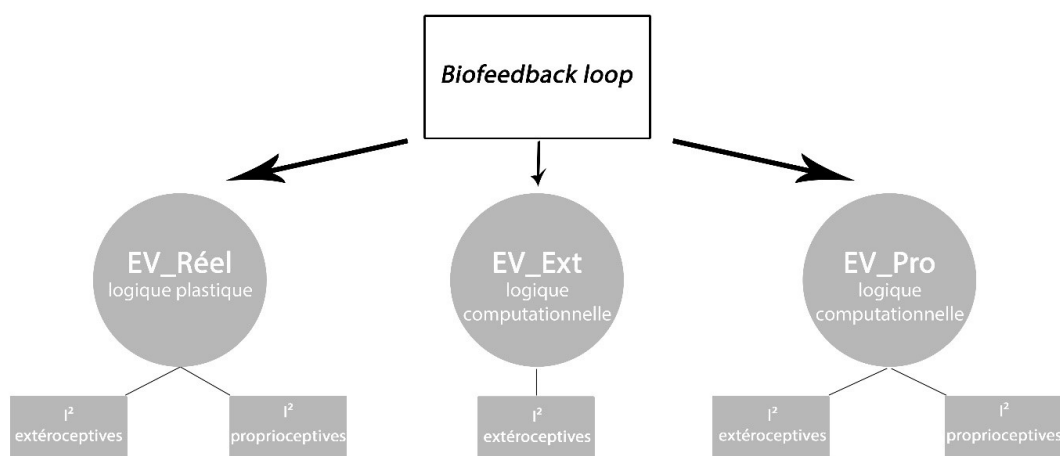 Biofeedback loop
EV_Réel
logique plastique
EV_Ext
logique
computationnelle
EV_Pro
logique
computationnelle
I²
extéroceptives
I²
proprioceptives
I²
extéroceptives
I²
extéroceptives
I²
proprioceptives